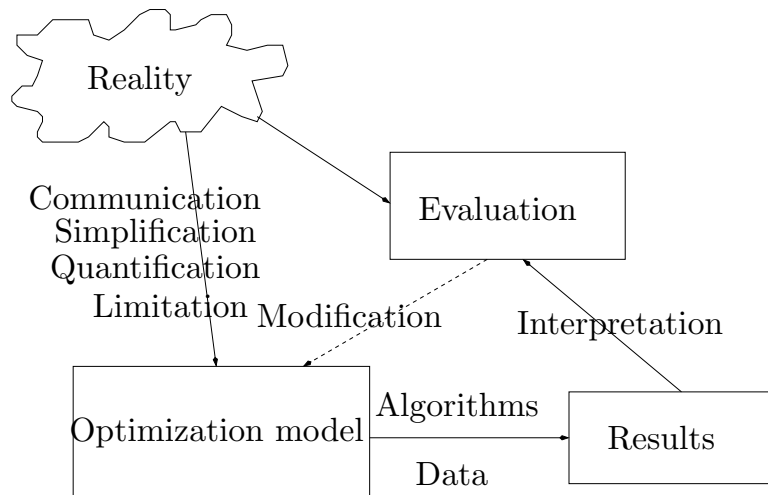 Reality
Communication
Simplification
Quantification
Limitation
Evaluation
Modification
Interpretation
Optimization model
Algorithms
Data
Results